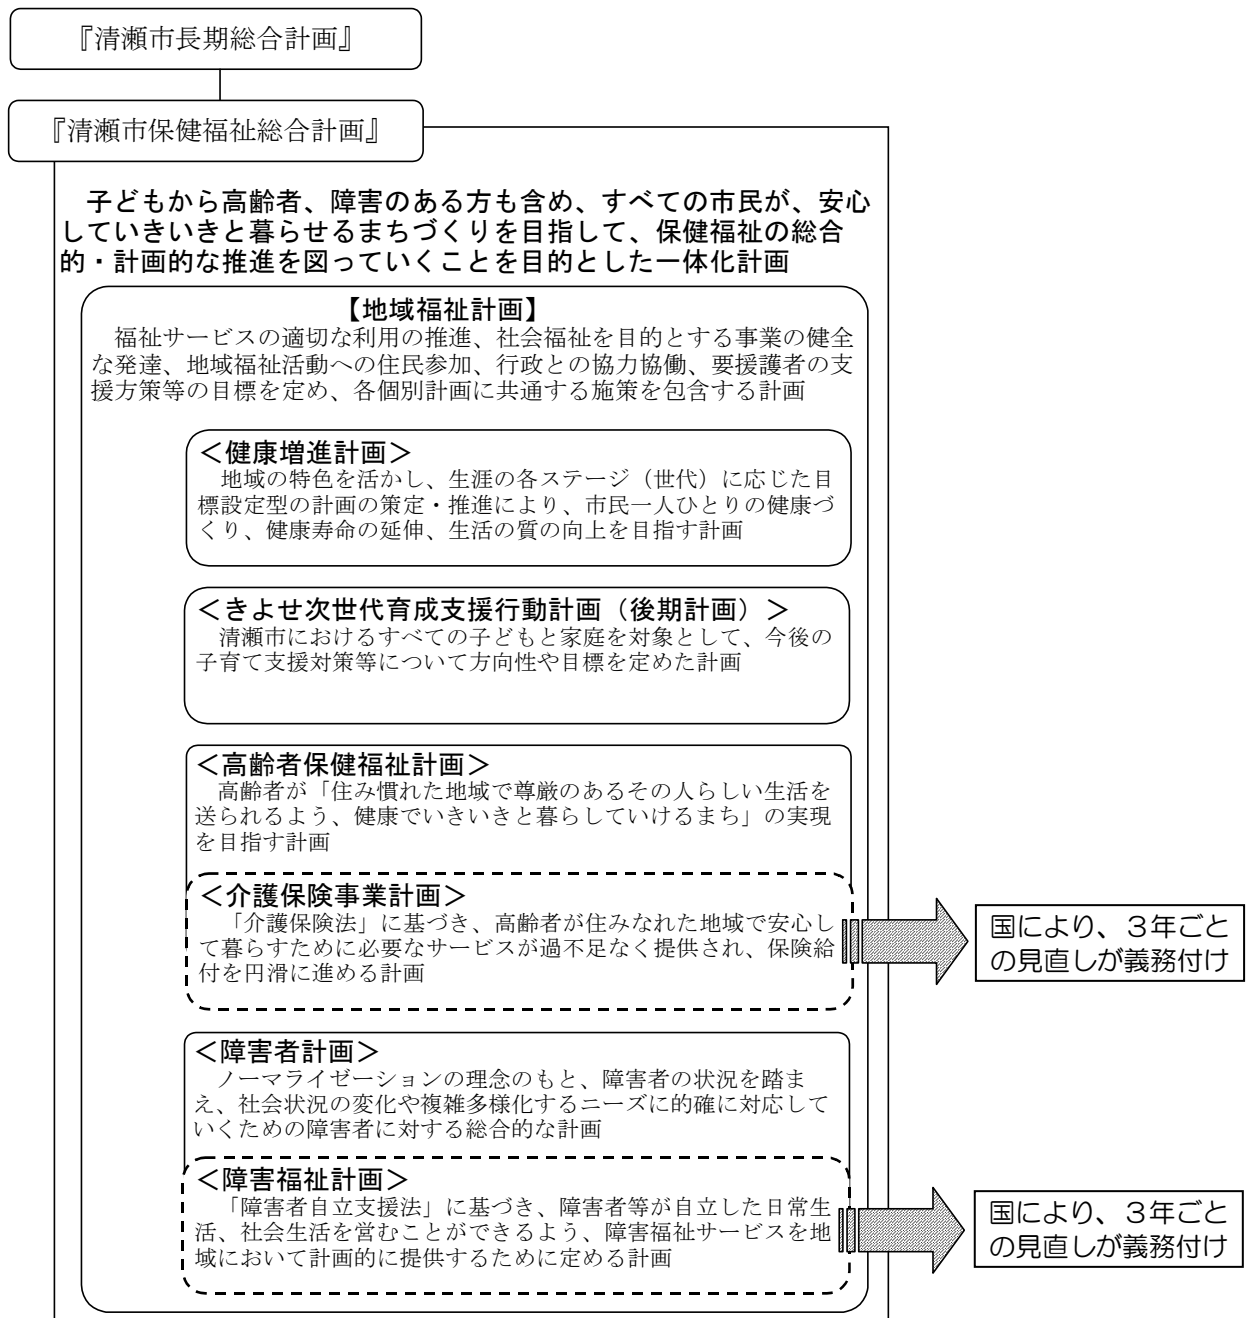 『清瀬市長期総合計画』
『清瀬市保健福祉総合計画』
子どもから高齢者、障害のある方も含め、すべての市民が、安心
していきいきと暮らせるまちづくりを目指して、保健福祉の総合
的・計画的な推進を図っていくことを目的とした一体化計画
【地域福祉計画】
福祉サービスの適切な利用の推進、社会福祉を目的とする事業の健全
な発達、地域福祉活動への住民参加、行政との協力協働、要援護者の支
援方策等の目標を定め、各個別計画に共通する施策を包含する計画
＜健康増進計画＞
地域の特色を活かし、生涯の各ステージ（世代）に応じた目
標設定型の計画の策定・推進により、市民一人ひとりの健康づ
くり、健康寿命の延伸、生活の質の向上を目指す計画
＜きよせ次世代育成支援行動計画（後期計画）＞
清瀬市におけるすべての子どもと家庭を対象として、今後の
子育て支援対策等について方向性や目標を定めた計画
＜高齢者保健福祉計画＞
高齢者が「住み慣れた地域で尊厳のあるその人らしい生活を
送られるよう、健康でいきいきと暮らしていけるまち」の実現
を目指す計画
＜介護保険事業計画＞
「介護保険法」に基づき、高齢者が住みなれた地域で安心し
て暮らすために必要なサービスが過不足なく提供され、保険給
付を円滑に進める計画
国により、３年ごと
の見直しが義務付け
＜障害者計画＞
ノーマライゼーションの理念のもと、障害者の状況を踏ま
え、社会状況の変化や複雑多様化するニーズに的確に対応して
いくための障害者に対する総合的な計画
＜障害福祉計画＞
「障害者自立支援法」に基づき、障害者等が自立した日常生
活、社会生活を営むことができるよう、障害福祉サービスを地
域において計画的に提供するために定める計画
国により、３年ごと
の見直しが義務付け